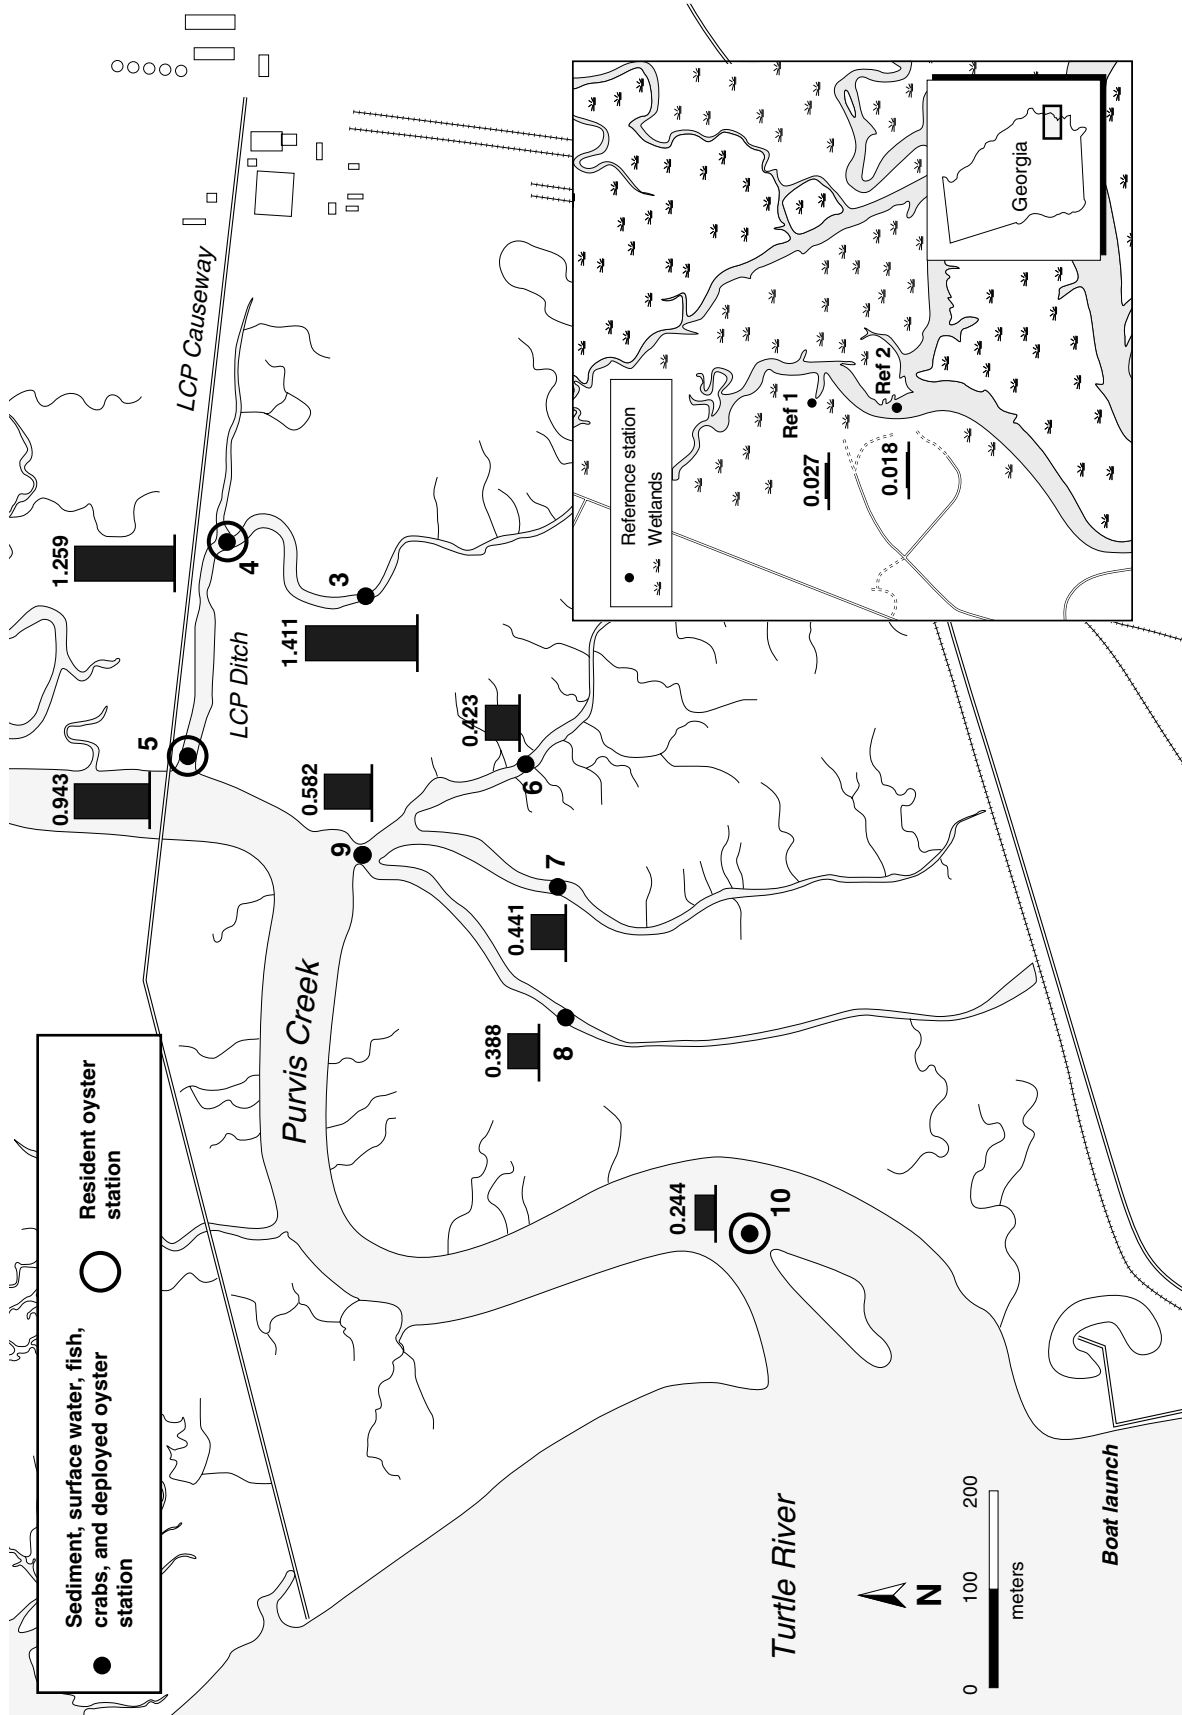 Sediment, surface water, fish,
crabs, and deployed oyster
station
Resident oyster
station
LCP Causeway
LCP Ditch
Purvis Creek
Turtle River
Boat launch
1.259
4
1.411
3
0.943
5
0.582
9
0.423
6
0.441
7
0.388
8
0.244
10
N
0
100
200
meters
Reference station
Wetlands
Ref 1
0.027
Ref 2
0.018
Georgia